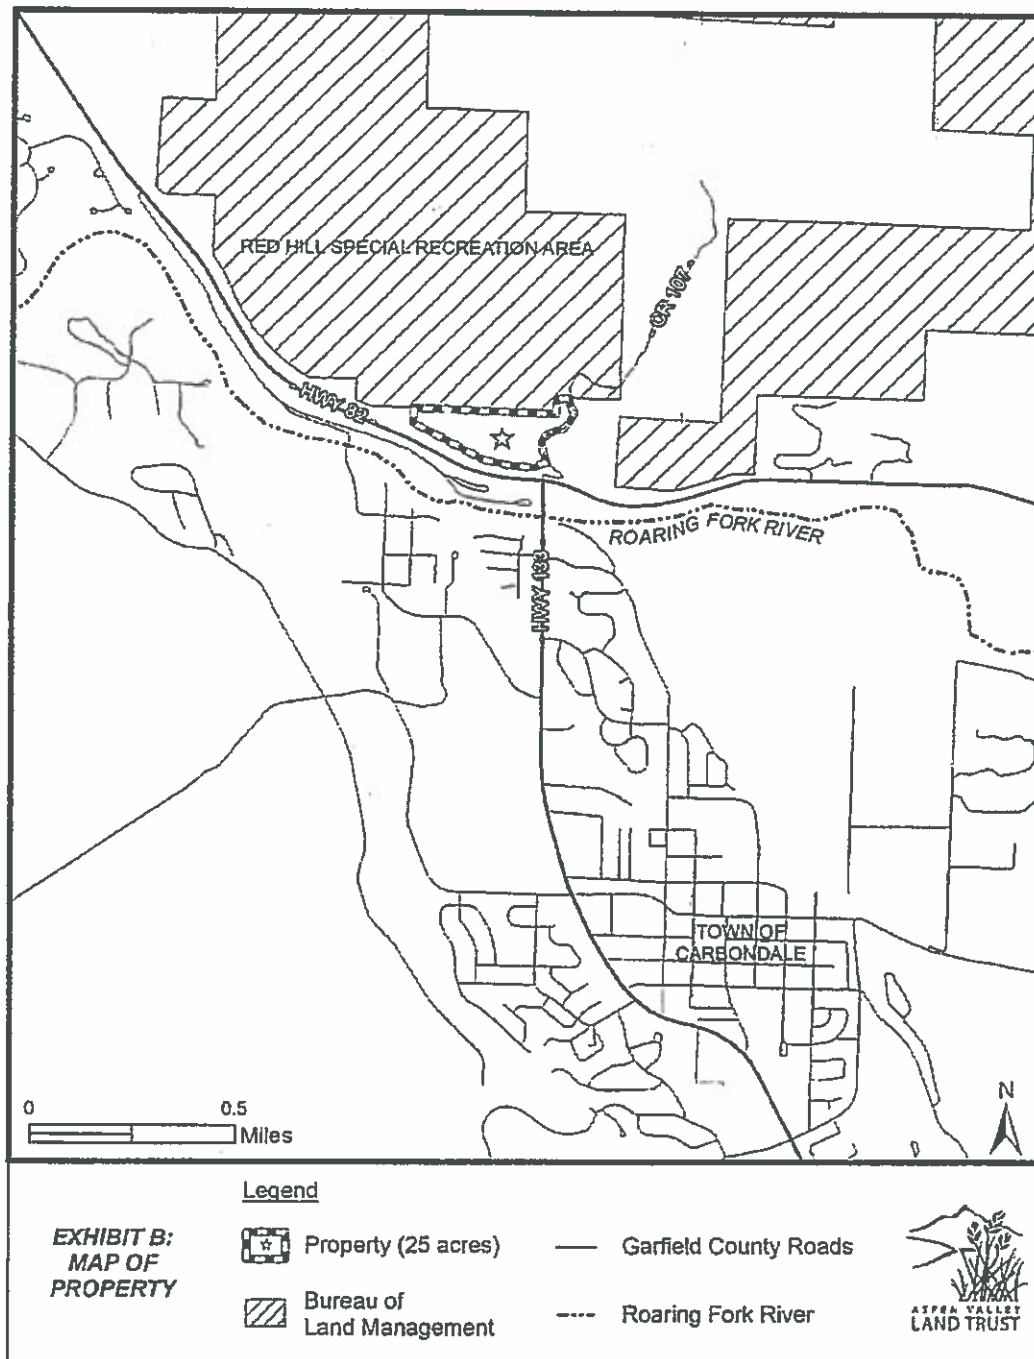 RED HILL SPECIAL RECREATION AREA
CR 107
HWY 82
ROARING FORK RIVER
HWY 133
TOWN OF
CARBONDALE
0 0.5
Miles
N
Legend
EXHIBIT B:
MAP OF
PROPERTY
Property (25 acres)
Garfield County Roads
Bureau of
Land Management
Roaring Fork River
ASPEN VALLEY
LAND TRUST